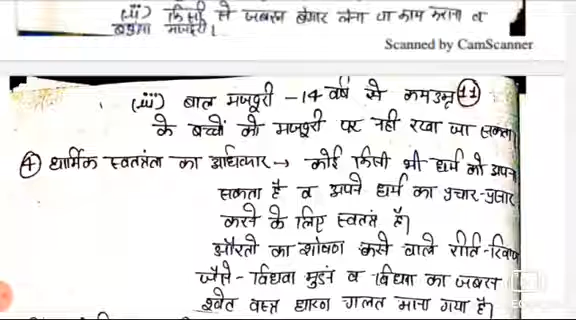 (iii) किसी से जबरन बेगार लेना या काम कराना व
बंधुआ मजदूरी।
Scanned by CamScanner
(iii) बाल मजदूरी - 14 वर्ष से कमउम्र 11
के बच्चों को मजदूरी पर नही रखा जा सकता
4 धार्मिक स्वतंत्रता का अधिकार → कोई किसी भी धर्म को अपना
सकता है व अपने धर्म का प्रचार-प्रसार
करने के लिए स्वतंत्र है।
औरतो का शोषण करने वाले रीति-रिवाज
जैसे - विधवा मुडंन व विधवा का जबरन
श्वेत वस्त्र धारण गलत माना गया है।